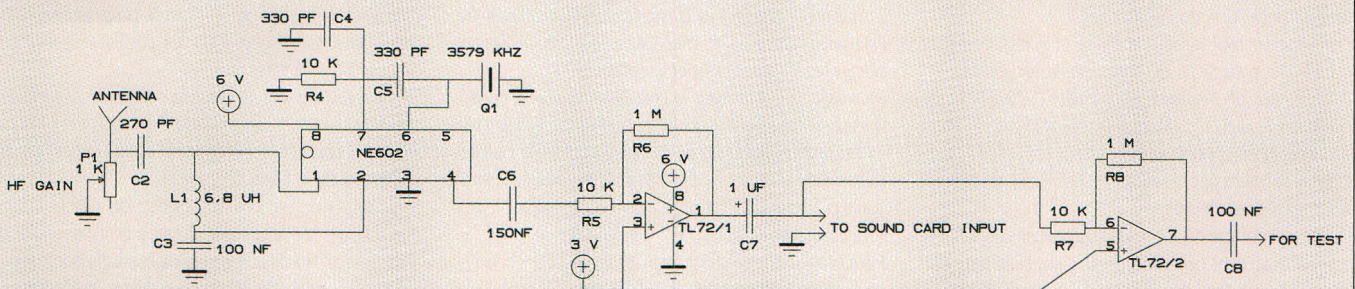 330 PF C4
330 PF
3579 KHZ
10 K
C5
R4
Q1
6 V
ANTENNA
270 PF
P1
1 K
HF GAIN
C2
8 7 6 5
NE602
1 2 3 4
L1 6.8 UH
C3 100 NF
C6
150NF
10 K
R5
3 V
1 M
R6
6 V
8
2 -
3 +
+
-
1
4
TL72/1
1 UF
+
C7
TO SOUND CARD INPUT
10 K
R7
1 M
R8
6 -
5 +
7
TL72/2
100 NF
C8
FOR TEST